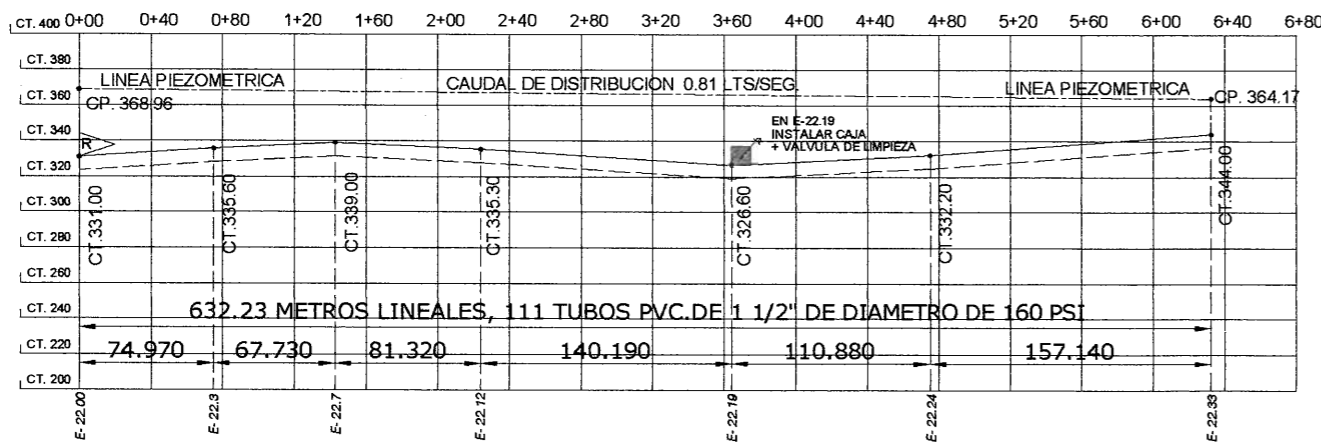 CT. 400 0+00 0+40 0+80 1+20 1+60 2+00 2+40 2+80 3+20 3+60 4+00 4+40 4+80 5+20 5+60 6+00 6+40 6+80
CT. 380
LINEA PIEZOMETRICA CAUDAL DE DISTRIBUCION 0.81 LTS/SEG. LINEA PIEZOMETRICA
CT. 360
CP. 368.96
CP. 364.17
EN E-22.19
INSTALAR CAJA
+ VALVULA DE LIMPIEZA
CT. 340
R
CT. 320
CT.331.00
CT.335.60
CT.339.00
CT.335.30
CT.326.60
CT.332.20
CT.344.00
CT. 300
CT. 280
CT. 260
CT. 240
632.23 METROS LINEALES, 111 TUBOS PVC.DE 1 1/2" DE DIAMETRO DE 160 PSI
CT. 220
74.970 67.730 81.320 140.190 110.880 157.140
CT. 200
E- 22.00
E- 22.3
E- 22.7
E- 22.12
E- 22.19
E- 22.24
E- 22.33